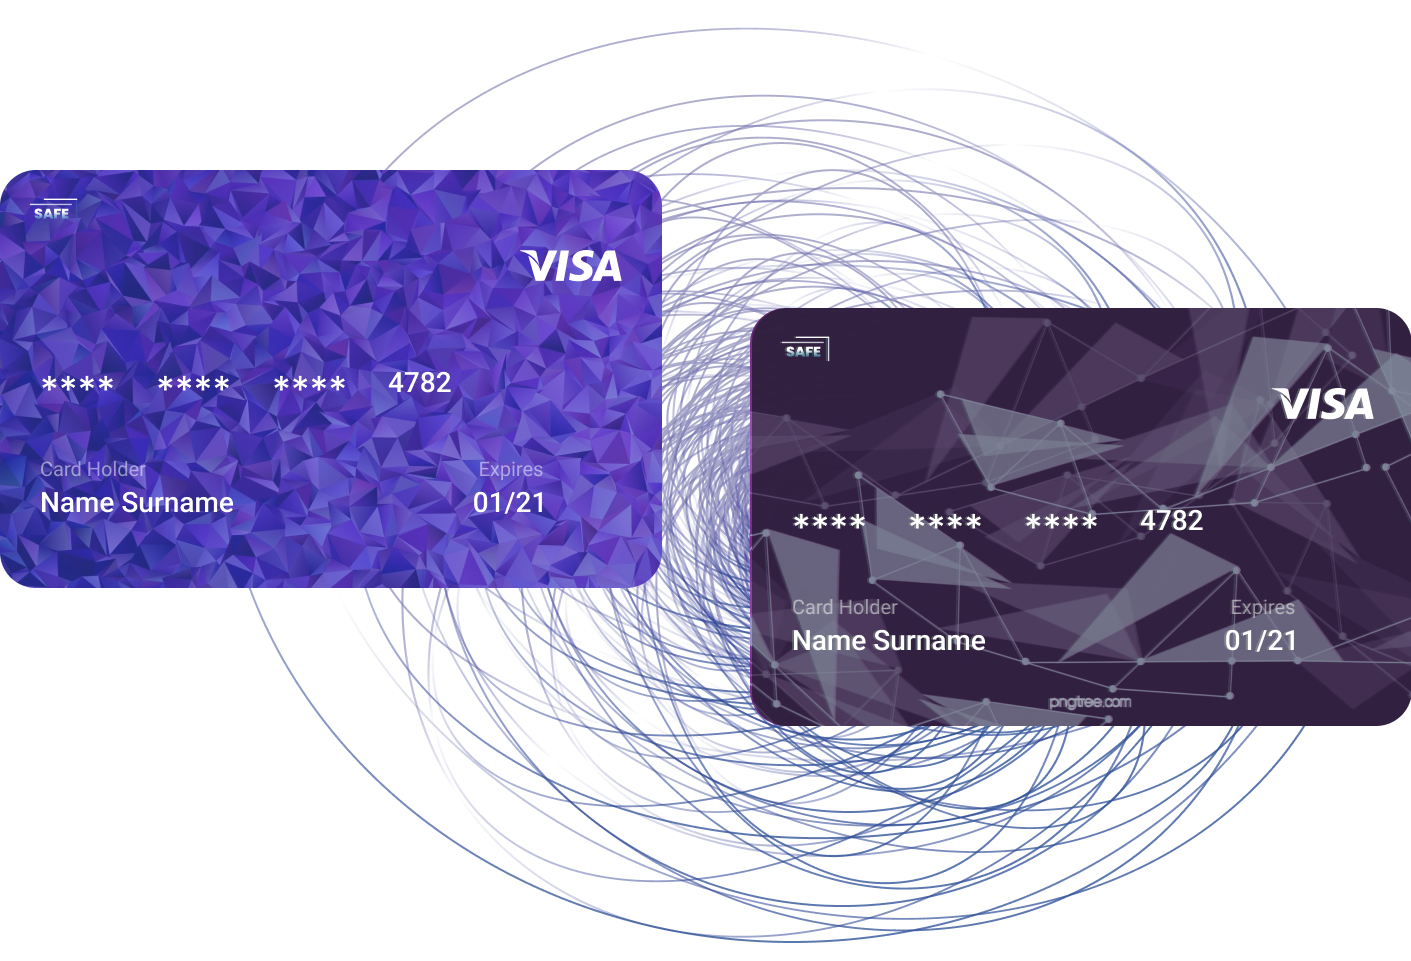 SAFE
VISA
**** **** **** 4782
Card Holder Expires
Name Surname 01/21
SAFE
VISA
**** **** **** 4782
Card Holder Expires
Name Surname 01/21
pngtree.com